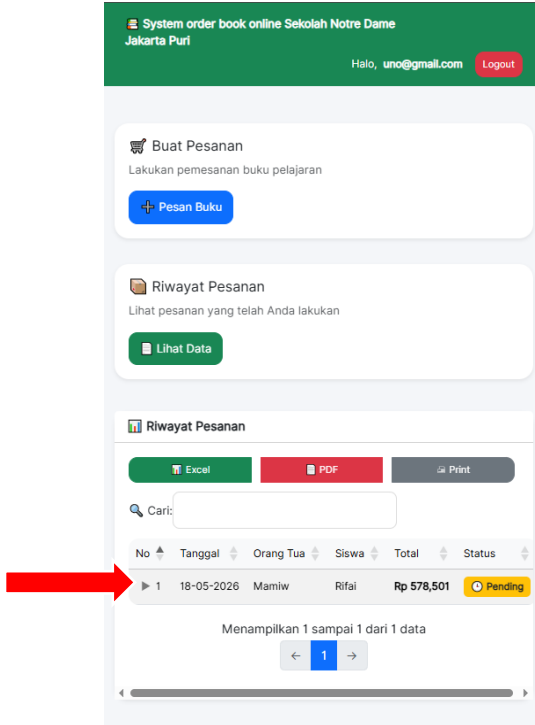 System order book online Sekolah Notre Dame
Jakarta Puri
Halo, uno@gmail.com Logout
Buat Pesanan
Lakukan pemesanan buku pelajaran
Pesan Buku
Riwayat Pesanan
Lihat pesanan yang telah Anda lakukan
Lihat Data
Riwayat Pesanan
Excel PDF Print
Cari:
No Tanggal Orang Tua Siswa Total Status
1 18-05-2026 Mamiw Rifai Rp 578,501 Pending
Menampilkan 1 sampai 1 dari 1 data
← 1 →